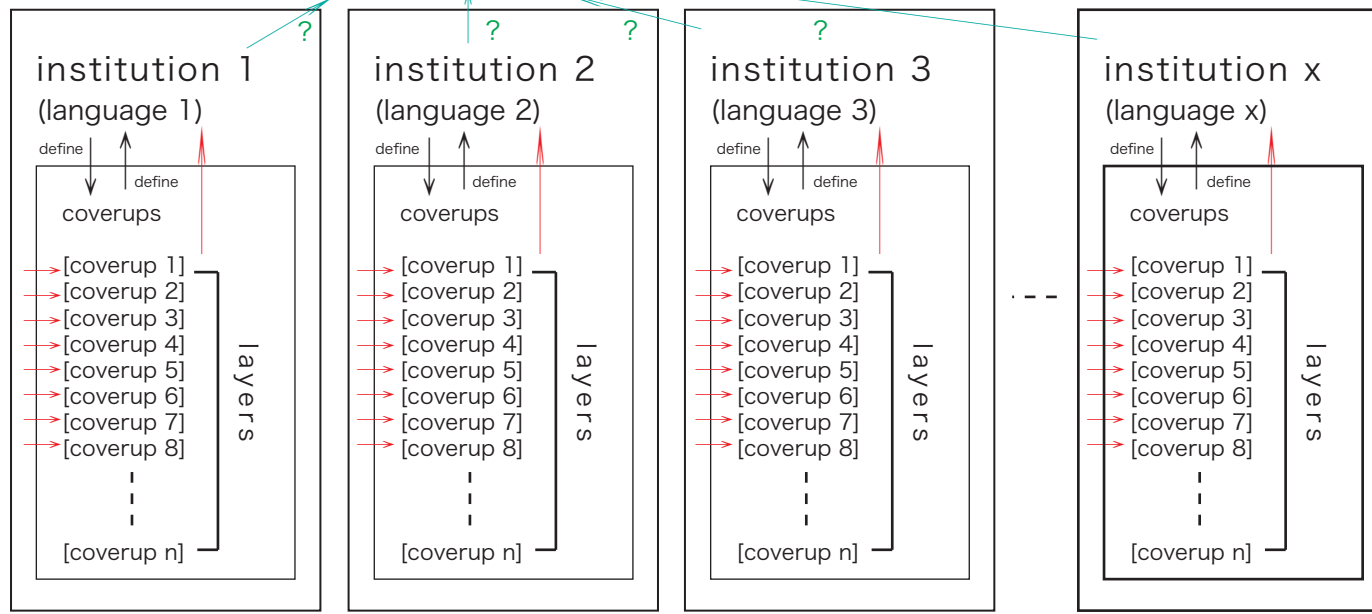 ? ? ? ?
institution 1
(language 1)
define
define
coverups
[coverup 1]
[coverup 2]
[coverup 3]
[coverup 4]
[coverup 5]
[coverup 6]
[coverup 7]
[coverup 8]
[coverup n]
layers
institution 2
(language 2)
define
define
coverups
[coverup 1]
[coverup 2]
[coverup 3]
[coverup 4]
[coverup 5]
[coverup 6]
[coverup 7]
[coverup 8]
[coverup n]
layers
institution 3
(language 3)
define
define
coverups
[coverup 1]
[coverup 2]
[coverup 3]
[coverup 4]
[coverup 5]
[coverup 6]
[coverup 7]
[coverup 8]
[coverup n]
layers
institution x
(language x)
define
define
coverups
[coverup 1]
[coverup 2]
[coverup 3]
[coverup 4]
[coverup 5]
[coverup 6]
[coverup 7]
[coverup 8]
[coverup n]
layers